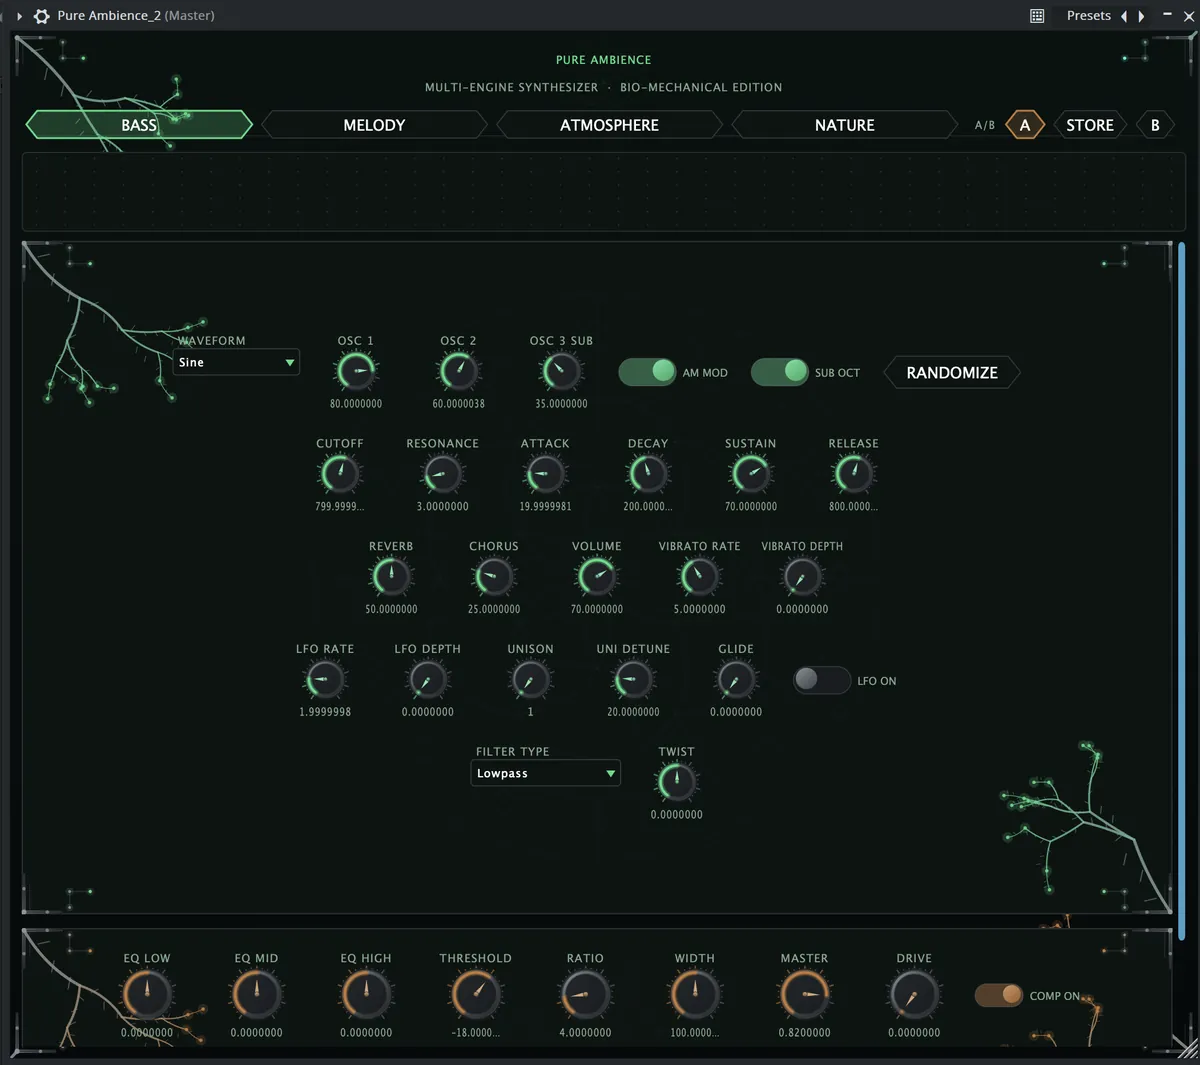 Pure Ambience_2 (Master) Presets
PURE AMBIENCE
MULTI-ENGINE SYNTHESIZER · BIO-MECHANICAL EDITION
BASS MELODY ATMOSPHERE NATURE A/B A STORE B
WAVEFORM OSC 1 OSC 2 OSC 3 SUB
Sine AM MOD SUB OCT RANDOMIZE
80.0000000 60.0000038 35.0000000
CUTOFF RESONANCE ATTACK DECAY SUSTAIN RELEASE
799.9999... 3.0000000 19.9999981 200.0000... 70.0000000 800.0000...
REVERB CHORUS VOLUME VIBRATO RATE VIBRATO DEPTH
50.0000000 25.0000000 70.0000000 5.0000000 0.0000000
LFO RATE LFO DEPTH UNISON UNI DETUNE GLIDE
LFO ON
1.9999998 0.0000000 1 20.0000000 0.0000000
FILTER TYPE TWIST
Lowpass
0.0000000
EQ LOW EQ MID EQ HIGH THRESHOLD RATIO WIDTH MASTER DRIVE
COMP ON
0.0000000 0.0000000 0.0000000 -18.0000... 4.0000000 100.0000... 0.8200000 0.0000000